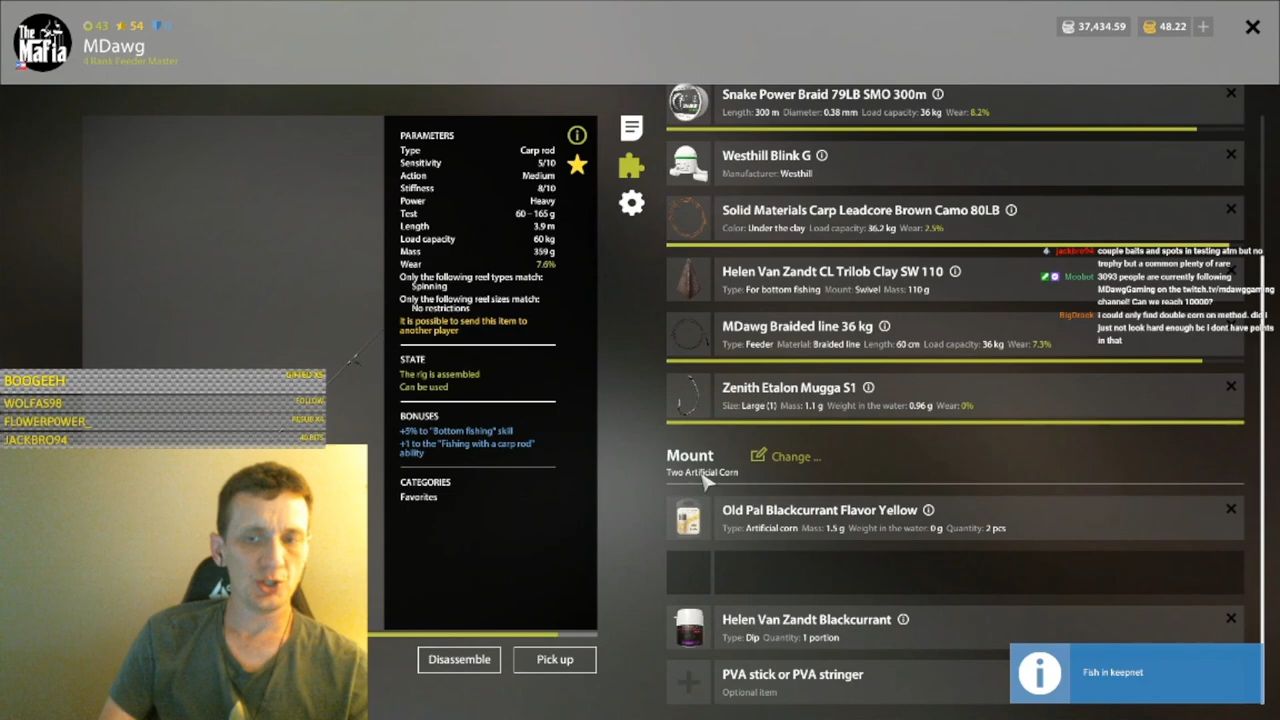 The Mafia
43 54
MDawg
4 Rank Feeder Master
37,434.59
48.22
PARAMETERS
Type Carp rod
Sensitivity 5/10
Action Medium
Stiffness 8/10
Power Heavy
Test 60 – 165 g
Length 3.9 m
Load capacity 60 kg
Mass 359 g
Wear 7.6%
Only the following reel types match:
Spinning
Only the following reel sizes match:
No restrictions
It is possible to send this item to
another player
STATE
The rig is assembled
Can be used
BONUSES
+5% to "Bottom fishing" skill
+1 to the "Fishing with a carp rod"
ability
CATEGORIES
Favorites
Disassemble
Pick up
Snake Power Braid 79LB SMO 300m
Length: 300 m Diameter: 0.38 mm Load capacity: 36 kg Wear: 8.2%
Westhill Blink G
Manufacturer: Westhill
Solid Materials Carp Leadcore Brown Camo 80LB
Color: Under the clay Load capacity: 36.2 kg Wear: 2.5%
Helen Van Zandt CL Trilob Clay SW 110
Type: For bottom fishing Mount: Swivel Mass: 110 g
MDawg Braided line 36 kg
Type: Feeder Material: Braided line Length: 60 cm Load capacity: 36 kg Wear: 7.3%
Zenith Etalon Mugga S1
Size: Large (1) Mass: 1.1 g Weight in the water: 0.96 g Wear: 0%
Mount
Change ...
Two Artificial Corn
Old Pal Blackcurrant Flavor Yellow
Type: Artificial corn Mass: 1.5 g Weight in the water: 0 g Quantity: 2 pcs
Helen Van Zandt Blackcurrant
Type: Dip Quantity: 1 portion
PVA stick or PVA stringer
Optional item
Fish in keepnet
jackbro94 couple baits and spots in testing atm but no
trophy but a common plenty of rare
Moobot 3093 people are currently following
MDawgGaming on the twitch.tv/mdawggaming
channel! Can we reach 10000?
BigDrock i could only find double corn on method. did i
just not look hard enough bc i dont have points
in that
BOOGEEH GIFTED X5
WOLFAS98 FOLLOW
FL0WERP0WER_ RESUB X4
JACKBRO94 40 BITS